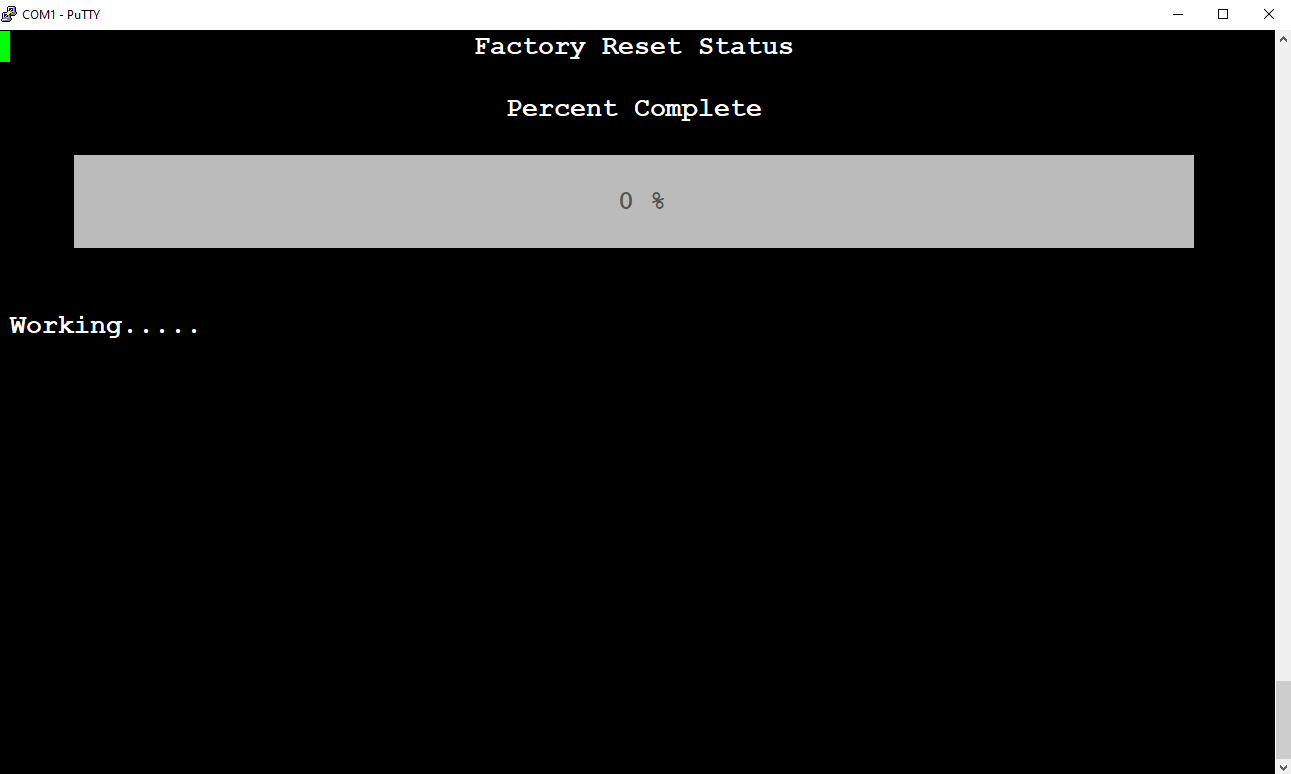 COM1 - PuTTY
Factory Reset Status
Percent Complete
0 %
Working.....